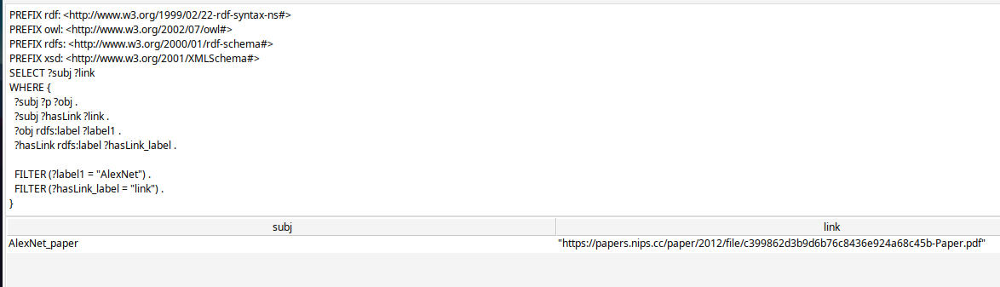 PREFIX rdf: <http://www.w3.org/1999/02/22-rdf-syntax-ns#>
PREFIX owl: <http://www.w3.org/2002/07/owl#>
PREFIX rdfs: <http://www.w3.org/2000/01/rdf-schema#>
PREFIX xsd: <http://www.w3.org/2001/XMLSchema#>
SELECT ?subj ?link
WHERE {
  ?subj ?p ?obj .
  ?subj ?hasLink ?link .
  ?obj rdfs:label ?label1 .
  ?hasLink rdfs:label ?hasLink_label .

  FILTER (?label1 = "AlexNet") .
  FILTER (?hasLink_label = "link") .
}
subj link
AlexNet_paper "https://papers.nips.cc/paper/2012/file/c399862d3b9d6b76c8436e924a68c45b-Paper.pdf"